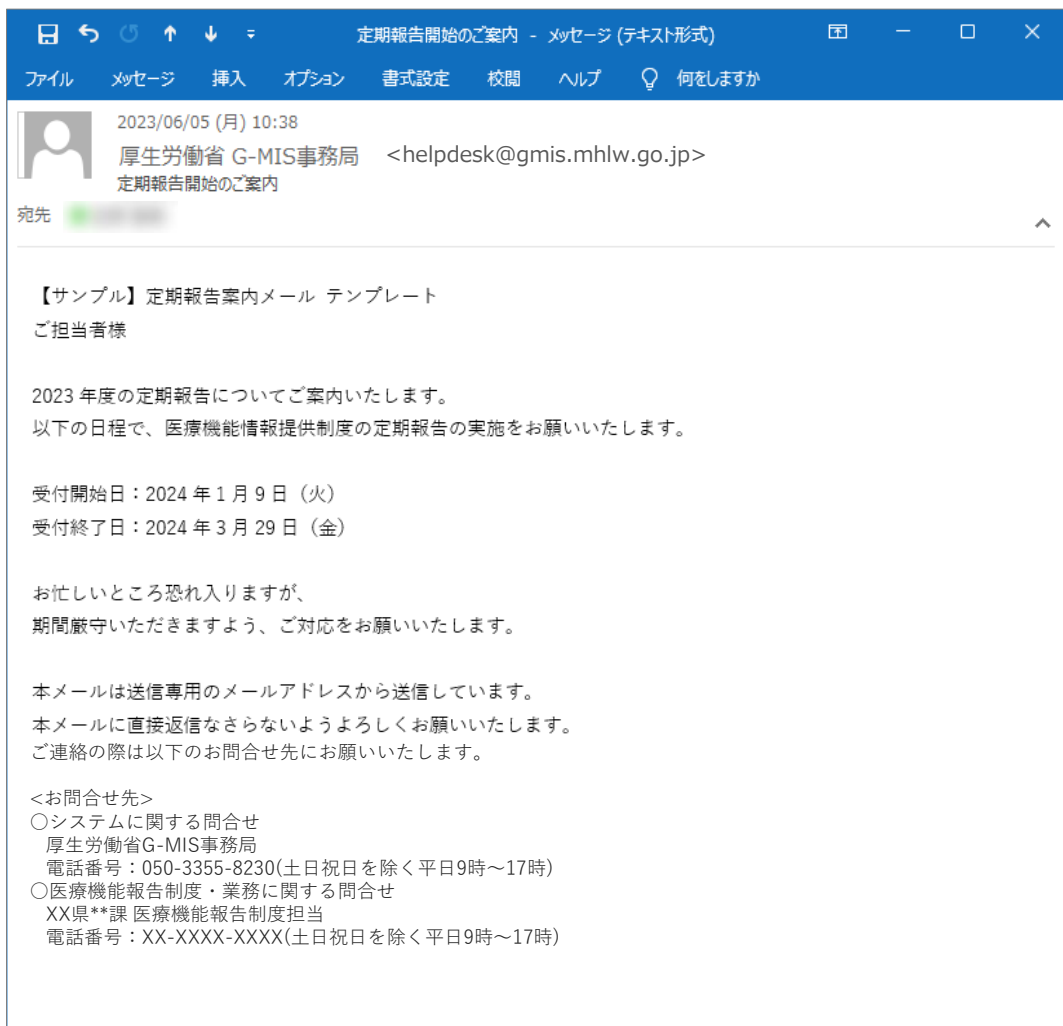 定期報告開始のご案内 - メッセージ (テキスト形式)
ファイル メッセージ 挿入 オプション 書式設定 校閲 ヘルプ 何をしますか
2023/06/05 (月) 10:38
厚生労働省 G-MIS事務局 <helpdesk@gmis.mhlw.go.jp>
定期報告開始のご案内
宛先
【サンプル】定期報告案内メール テンプレート
ご担当者様
2023 年度の定期報告についてご案内いたします。
以下の日程で、医療機能情報提供制度の定期報告の実施をお願いいたします。
受付開始日：2024 年 1 月 9 日（火）
受付終了日：2024 年 3 月 29 日（金）
お忙しいところ恐れ入りますが、
期間厳守いただきますよう、ご対応をお願いいたします。
本メールは送信専用のメールアドレスから送信しています。
本メールに直接返信なさらないようよろしくお願いいたします。
ご連絡の際は以下のお問合せ先にお願いいたします。
<お問合せ先>
○システムに関する問合せ
厚生労働省G-MIS事務局
電話番号：050-3355-8230(土日祝日を除く平日9時～17時)
○医療機能報告制度・業務に関する問合せ
XX県**課 医療機能報告制度担当
電話番号：XX-XXXX-XXXX(土日祝日を除く平日9時～17時)